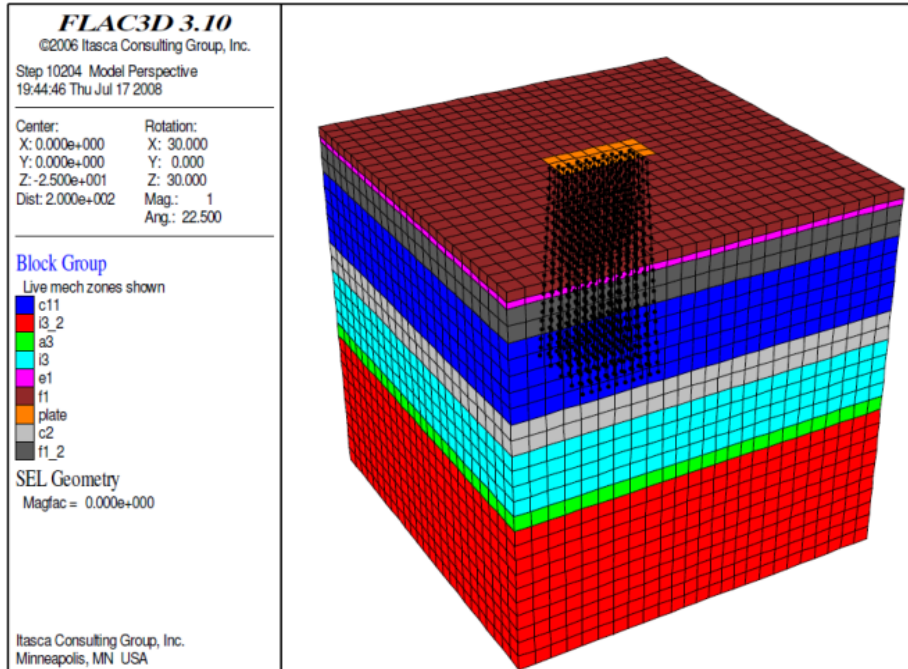 FLAC3D 3.10
©2006 Itasca Consulting Group, Inc.
Step 10204 Model Perspective
19:44:46 Thu Jul 17 2008
Center: Rotation:
X: 0.000e+000 X: 30.000
Y: 0.000e+000 Y: 0.000
Z: -2.500e+001 Z: 30.000
Dist: 2.000e+002 Mag.: 1
Ang.: 22.500
Block Group
Live mech zones shown
c11
i3_2
a3
i3
e1
f1
plate
c2
f1_2
SEL Geometry
Magfac = 0.000e+000
Itasca Consulting Group, Inc.
Minneapolis, MN USA